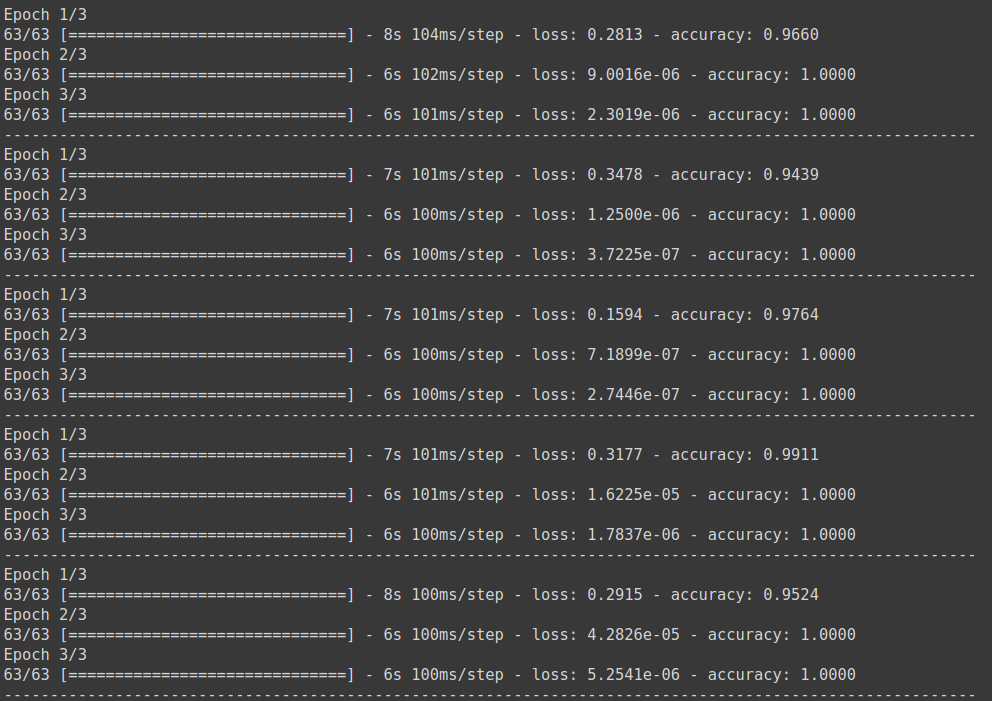 Epoch 1/3
63/63 [==============================] - 8s 104ms/step - loss: 0.2813 - accuracy: 0.9660
Epoch 2/3
63/63 [==============================] - 6s 102ms/step - loss: 9.0016e-06 - accuracy: 1.0000
Epoch 3/3
63/63 [==============================] - 6s 101ms/step - loss: 2.3019e-06 - accuracy: 1.0000
---------------------------------------------------------------------------------------------------------
Epoch 1/3
63/63 [==============================] - 7s 101ms/step - loss: 0.3478 - accuracy: 0.9439
Epoch 2/3
63/63 [==============================] - 6s 100ms/step - loss: 1.2500e-06 - accuracy: 1.0000
Epoch 3/3
63/63 [==============================] - 6s 100ms/step - loss: 3.7225e-07 - accuracy: 1.0000
---------------------------------------------------------------------------------------------------------
Epoch 1/3
63/63 [==============================] - 7s 101ms/step - loss: 0.1594 - accuracy: 0.9764
Epoch 2/3
63/63 [==============================] - 6s 100ms/step - loss: 7.1899e-07 - accuracy: 1.0000
Epoch 3/3
63/63 [==============================] - 6s 100ms/step - loss: 2.7446e-07 - accuracy: 1.0000
---------------------------------------------------------------------------------------------------------
Epoch 1/3
63/63 [==============================] - 7s 101ms/step - loss: 0.3177 - accuracy: 0.9911
Epoch 2/3
63/63 [==============================] - 6s 101ms/step - loss: 1.6225e-05 - accuracy: 1.0000
Epoch 3/3
63/63 [==============================] - 6s 100ms/step - loss: 1.7837e-06 - accuracy: 1.0000
---------------------------------------------------------------------------------------------------------
Epoch 1/3
63/63 [==============================] - 8s 100ms/step - loss: 0.2915 - accuracy: 0.9524
Epoch 2/3
63/63 [==============================] - 6s 100ms/step - loss: 4.2826e-05 - accuracy: 1.0000
Epoch 3/3
63/63 [==============================] - 6s 100ms/step - loss: 5.2541e-06 - accuracy: 1.0000
---------------------------------------------------------------------------------------------------------